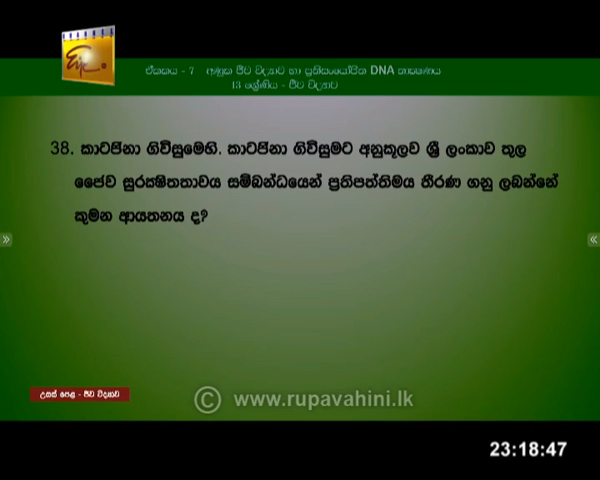 ඒකකය - 7 අණුක ජීව විද්‍යාව හා ප්‍රතිසංයෝජිත DNA තාක්ෂණය
13 ශ්‍රේණිය - ජීව විද්‍යාව
38. කාටජිනා ගිවිසුමෙහි. කාටජිනා ගිවිසුමට අනුකූලව ශ්‍රී ලංකාව තුල
ජෛව සුරක්ෂිතතාවය සම්බන්ධයෙන් ප්‍රතිපත්තිමය තීරණ ගනු ලබන්නේ
කුමන ආයතනය ද?
උසස් පෙළ - ජීව විද්‍යාව
© www.rupavahini.lk
23:18:47